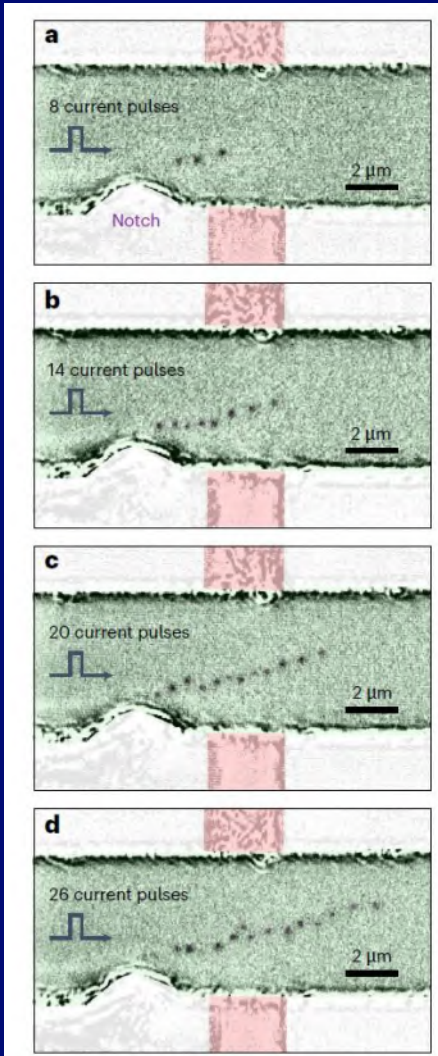 a
8 current pulses
2 μm
Notch
b
14 current pulses
2 μm
c
20 current pulses
2 μm
d
26 current pulses
2 μm